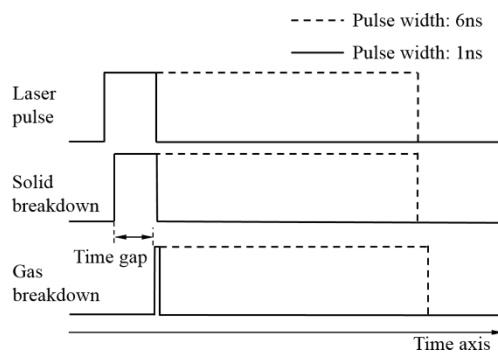 Pulse width: 6ns
Pulse width: 1ns
Laser
pulse
Solid
breakdown
Time gap
Gas
breakdown
Time axis